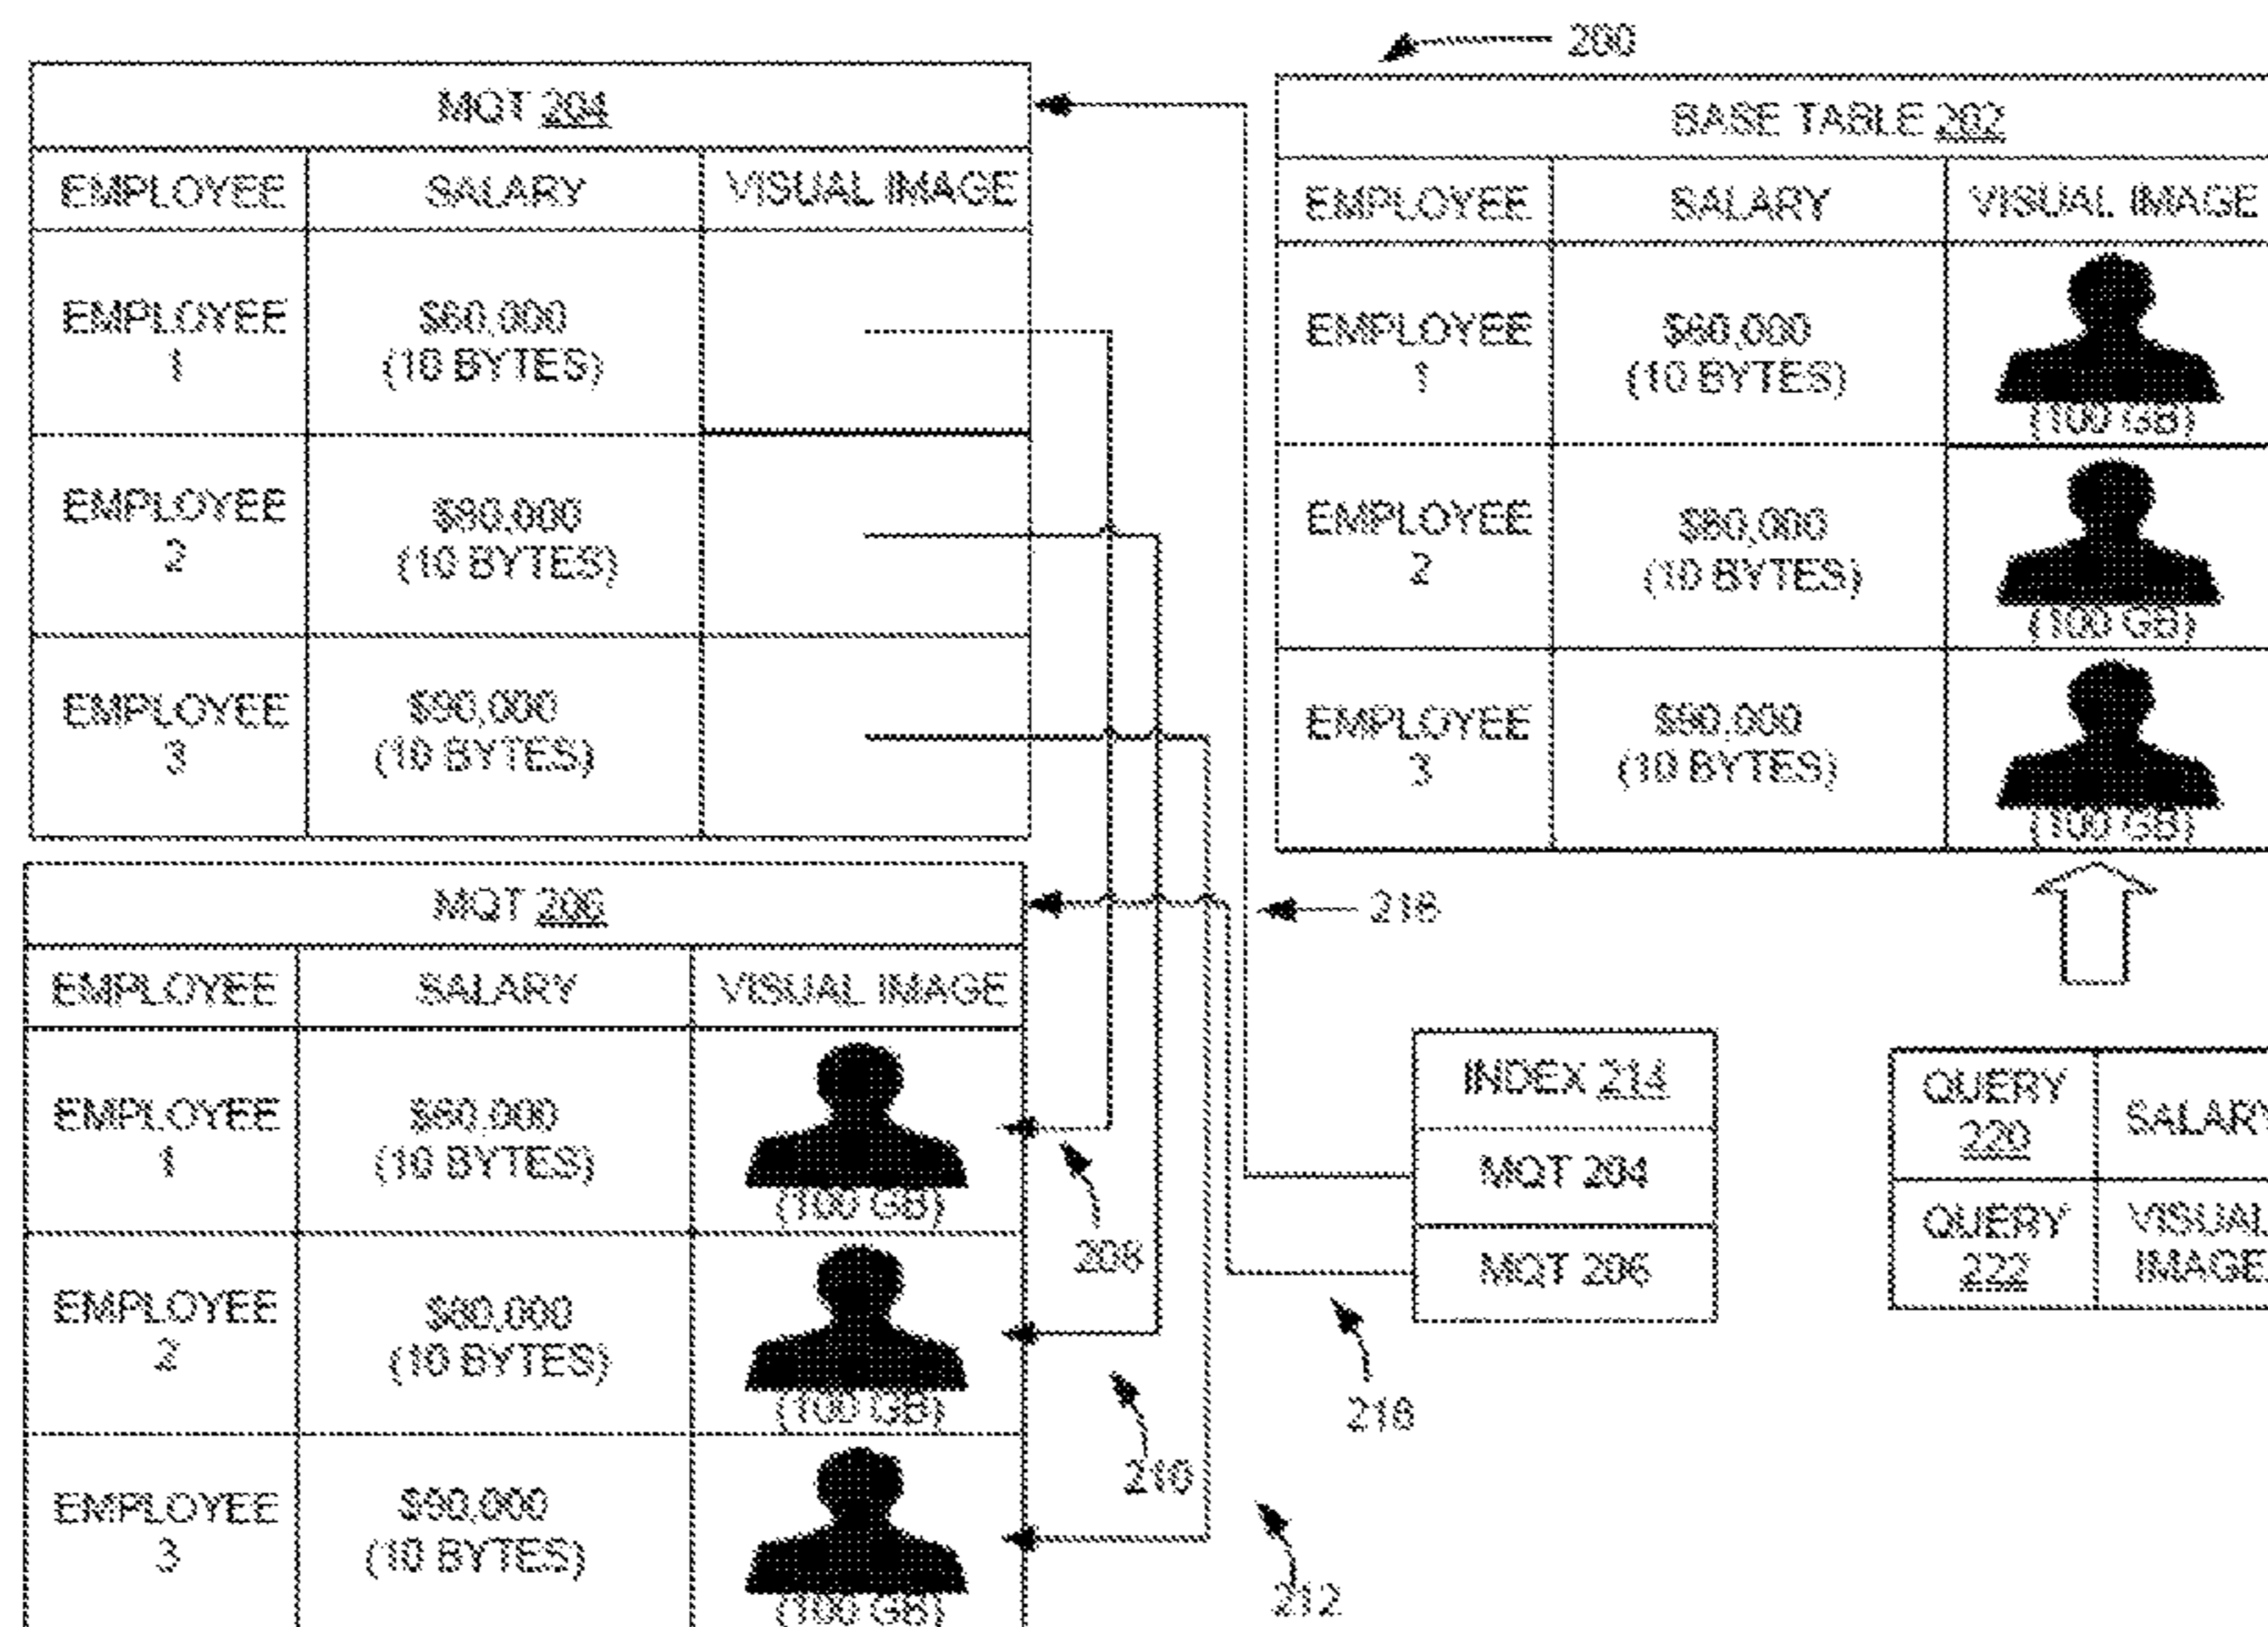 200
MQT 204
EMPLOYEE SALARY VISUAL IMAGE
EMPLOYEE
1
$60,000
(10 BYTES)
EMPLOYEE
2
(10 BYTES)
EMPLOYEE
3
$90,000
(10 BYTES)
BASE TABLE 202
EMPLOYEE SALARY VISUAL IMAGE
EMPLOYEE
1
$60,000
(10 BYTES)
(100 GB)
EMPLOYEE
2
$80,000
(10 BYTES)
(100 GB)
EMPLOYEE
3
$90,000
(10 BYTES)
(100 GB)
MQT 206
EMPLOYEE SALARY VISUAL IMAGE
EMPLOYEE
1
$60,000
(10 BYTES)
(100 GB)
EMPLOYEE
2
$80,000
(10 BYTES)
(100 GB)
EMPLOYEE
3
$90,000
(10 BYTES)
(100 GB)
208
210
212
INDEX 214
MQT 204
MQT 206
QUERY
220
SALARY
QUERY
222
VISUAL
IMAGE